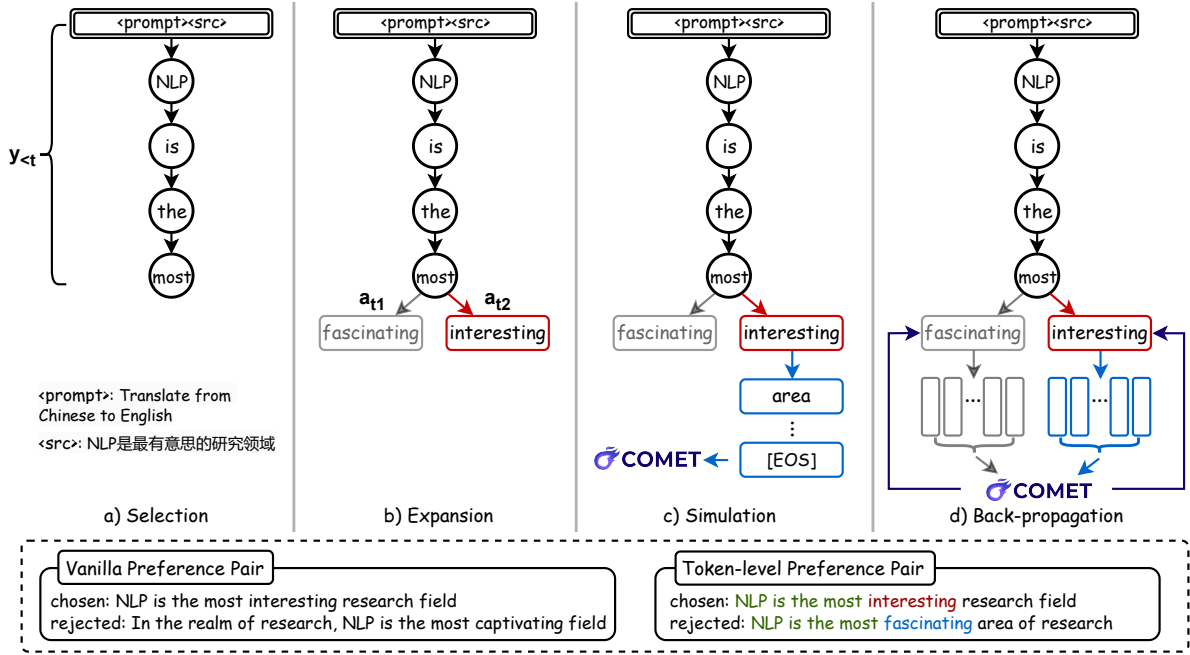 <prompt><src>
NLP
is
the
most
y<t
<prompt>: Translate from
Chinese to English
<src>: NLP是最有意思的研究领域
a) Selection
<prompt><src>
NLP
is
the
most
at1 at2
fascinating interesting
b) Expansion
<prompt><src>
NLP
is
the
most
fascinating interesting
area
⋮
[EOS]
COMET
c) Simulation
<prompt><src>
NLP
is
the
most
fascinating interesting
... ...
COMET
d) Back-propagation
Vanilla Preference Pair
chosen: NLP is the most interesting research field
rejected: In the realm of research, NLP is the most captivating field
Token-level Preference Pair
chosen: NLP is the most interesting research field
rejected: NLP is the most fascinating area of research